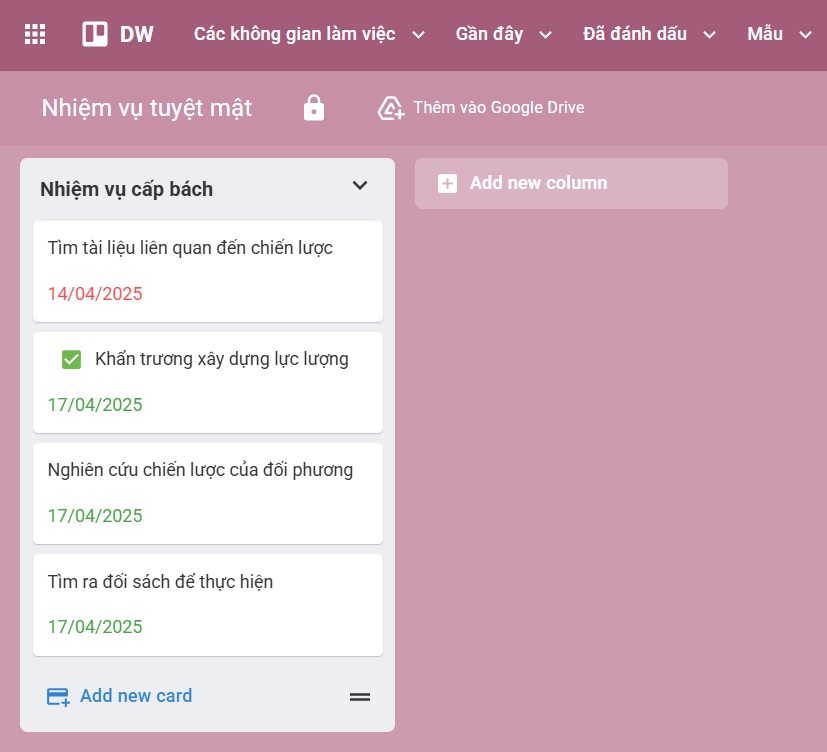 DW Các không gian làm việc Gần đây Đã đánh dấu Mẫu
Nhiệm vụ tuyệt mật Thêm vào Google Drive
Nhiệm vụ cấp bách
Add new column
Tìm tài liệu liên quan đến chiến lược
14/04/2025
Khẩn trương xây dựng lực lượng
17/04/2025
Nghiên cứu chiến lược của đối phương
17/04/2025
Tìm ra đối sách để thực hiện
17/04/2025
Add new card